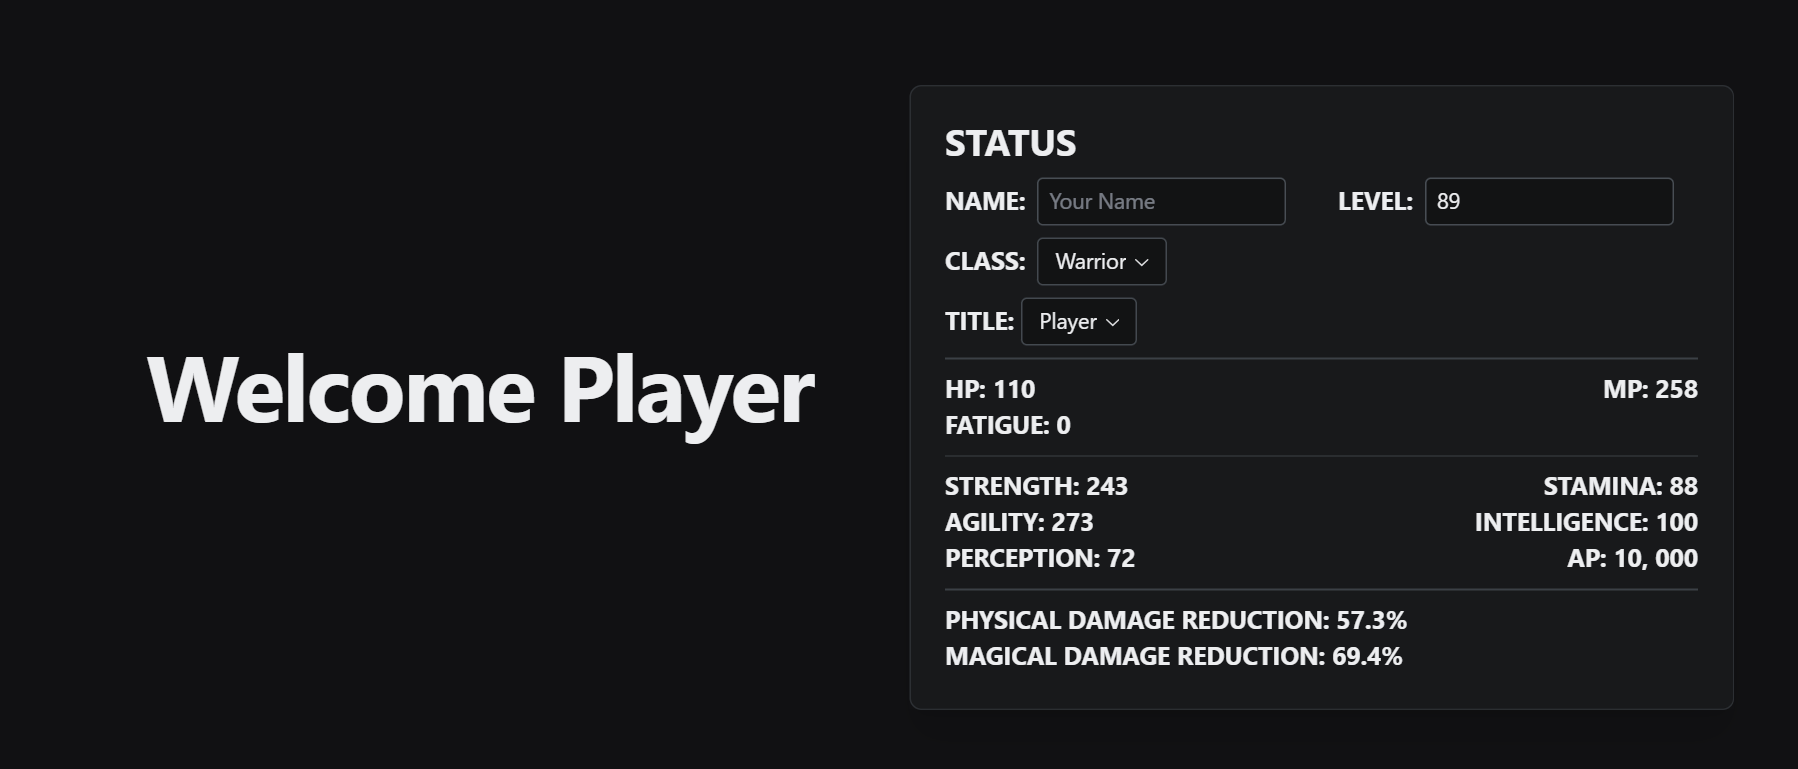 Welcome Player
STATUS
NAME: Your Name LEVEL: 89
CLASS: Warrior
TITLE: Player
HP: 110 MP: 258
FATIGUE: 0
STRENGTH: 243 STAMINA: 88
AGILITY: 273 INTELLIGENCE: 100
PERCEPTION: 72 AP: 10, 000
PHYSICAL DAMAGE REDUCTION: 57.3%
MAGICAL DAMAGE REDUCTION: 69.4%